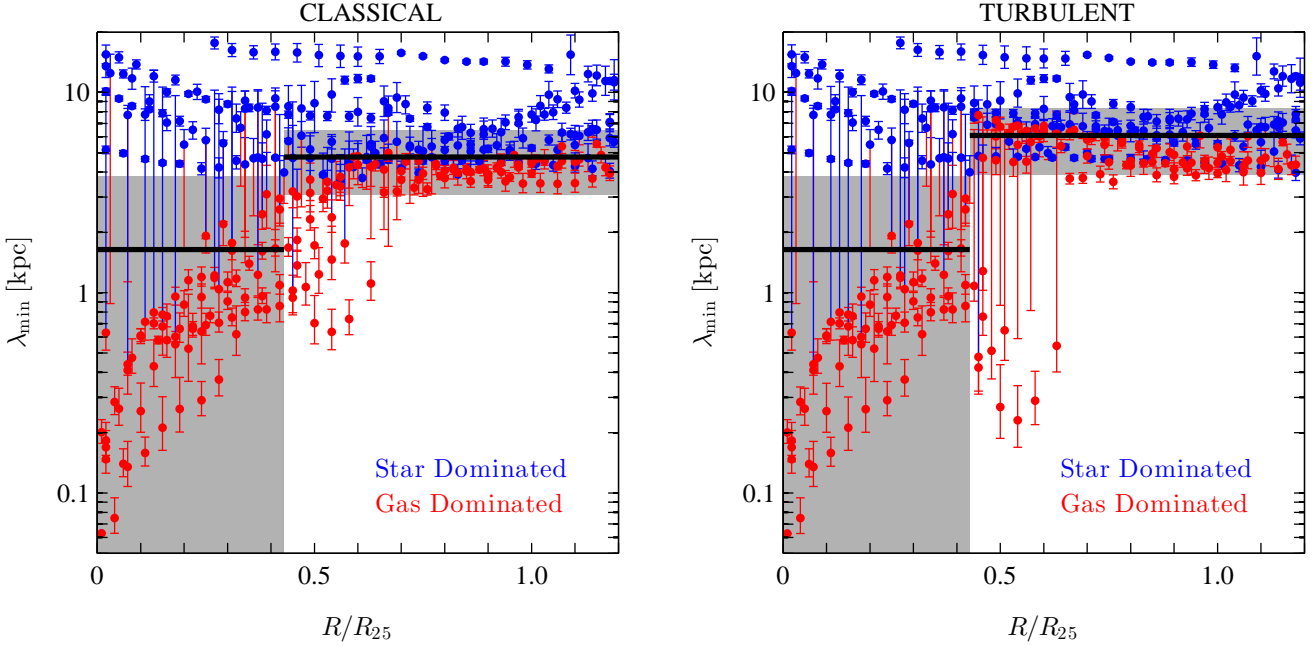 CLASSICAL
10
1
0.1
λmin [kpc]
Star Dominated
Gas Dominated
0 0.5 1.0
R/R25
TURBULENT
10
1
0.1
λmin [kpc]
Star Dominated
Gas Dominated
0 0.5 1.0
R/R25